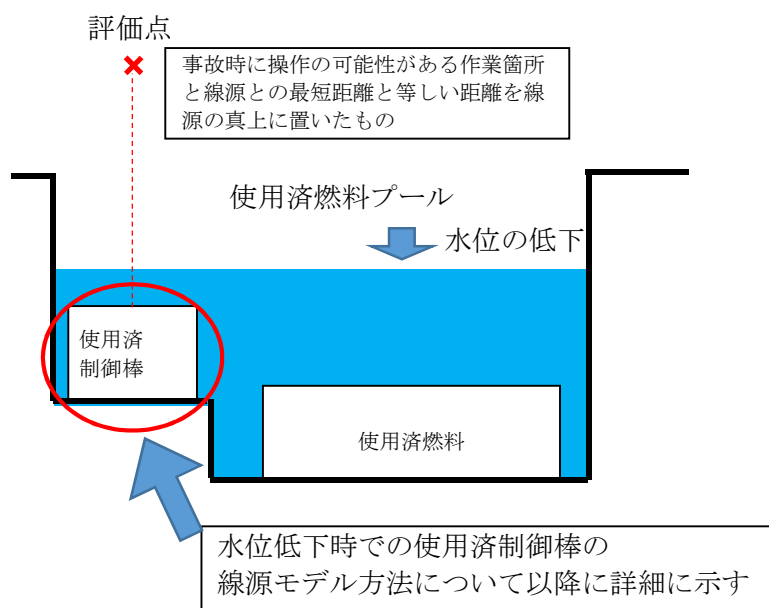 評価点
事故時に操作の可能性がある作業箇所
と線源との最短距離と等しい距離を線
源の真上に置いたもの
使用済燃料プール
水位の低下
使用済
制御棒
使用済燃料
水位低下時での使用済制御棒の
線源モデル方法について以降に詳細に示す